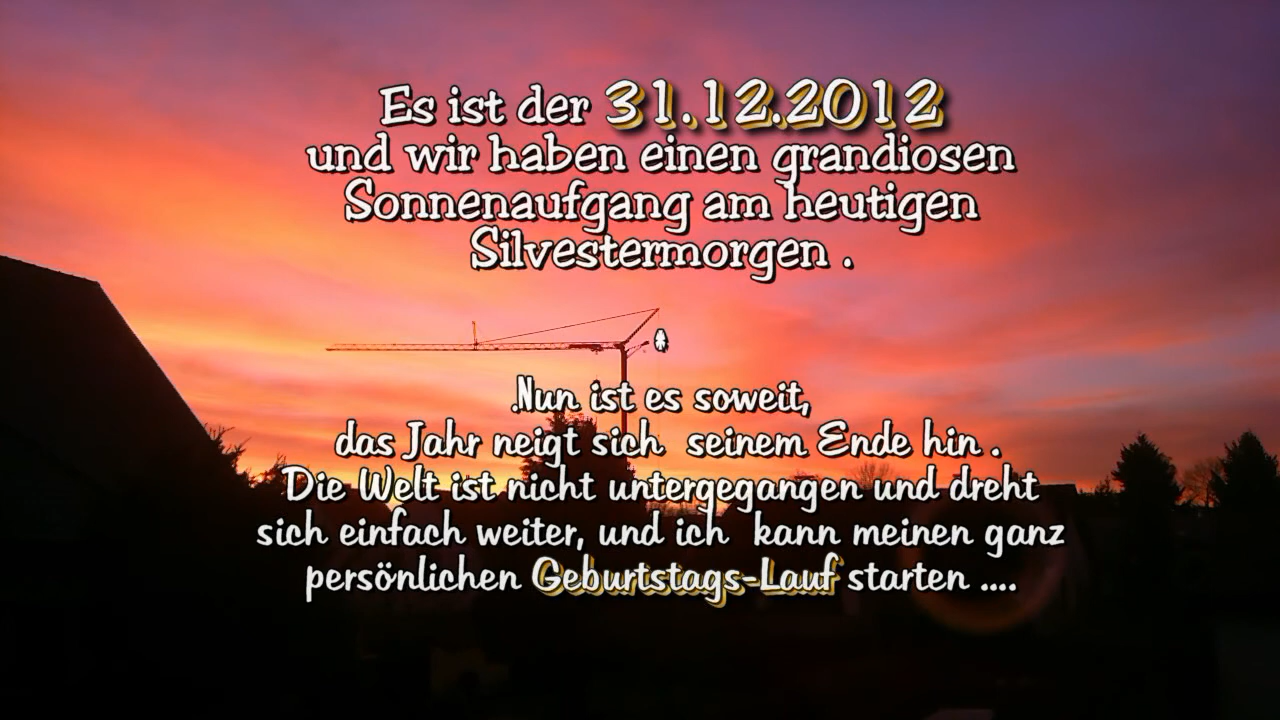 Es ist der 31.12.2012
und wir haben einen grandiosen
Sonnenaufgang am heutigen
Silvestermorgen .
.Nun ist es soweit,
das Jahr neigt sich seinem Ende hin .
Die Welt ist nicht untergegangen und dreht
sich einfach weiter, und ich kann meinen ganz
persönlichen Geburtstags-Lauf starten ....